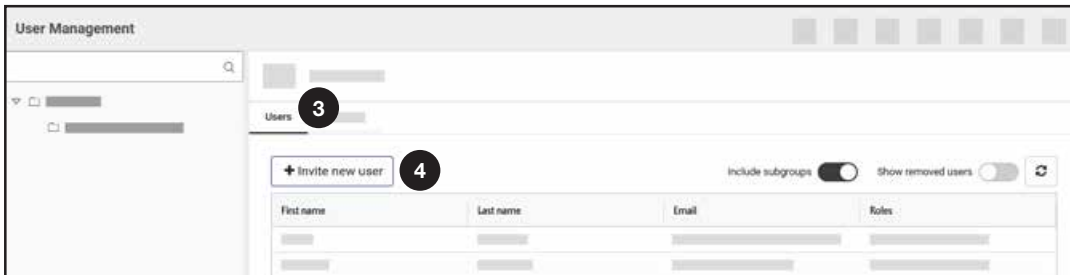 User Management
Users 3
+ Invite new user 4
Include subgroups
Show removed users
First name Last name Email Roles